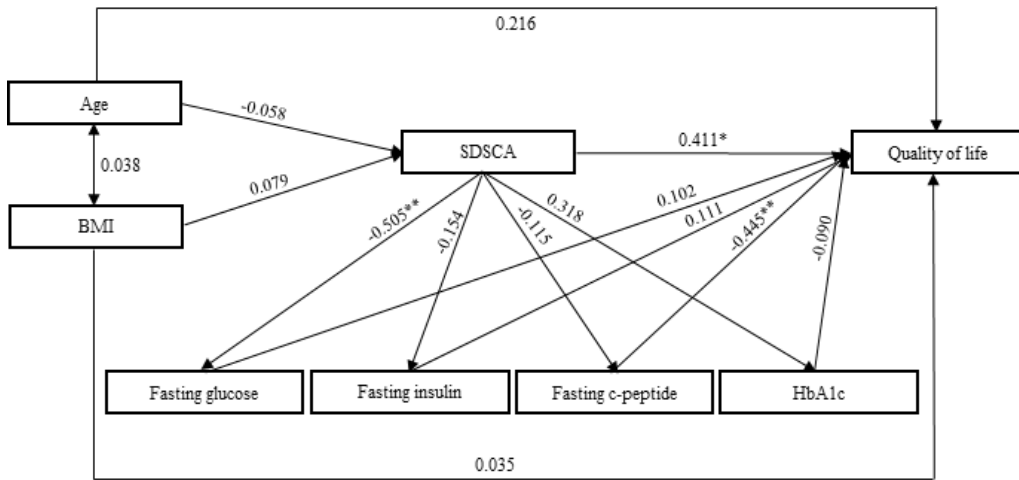 0.216
Age
-0.058
SDSCA
0.411*
Quality of life
0.038
BMI
0.079
-0.505**
-0.154
-0.115
0.318
0.102
0.111
-0.445**
-0.090
Fasting glucose
Fasting insulin
Fasting c-peptide
HbA1c
0.035